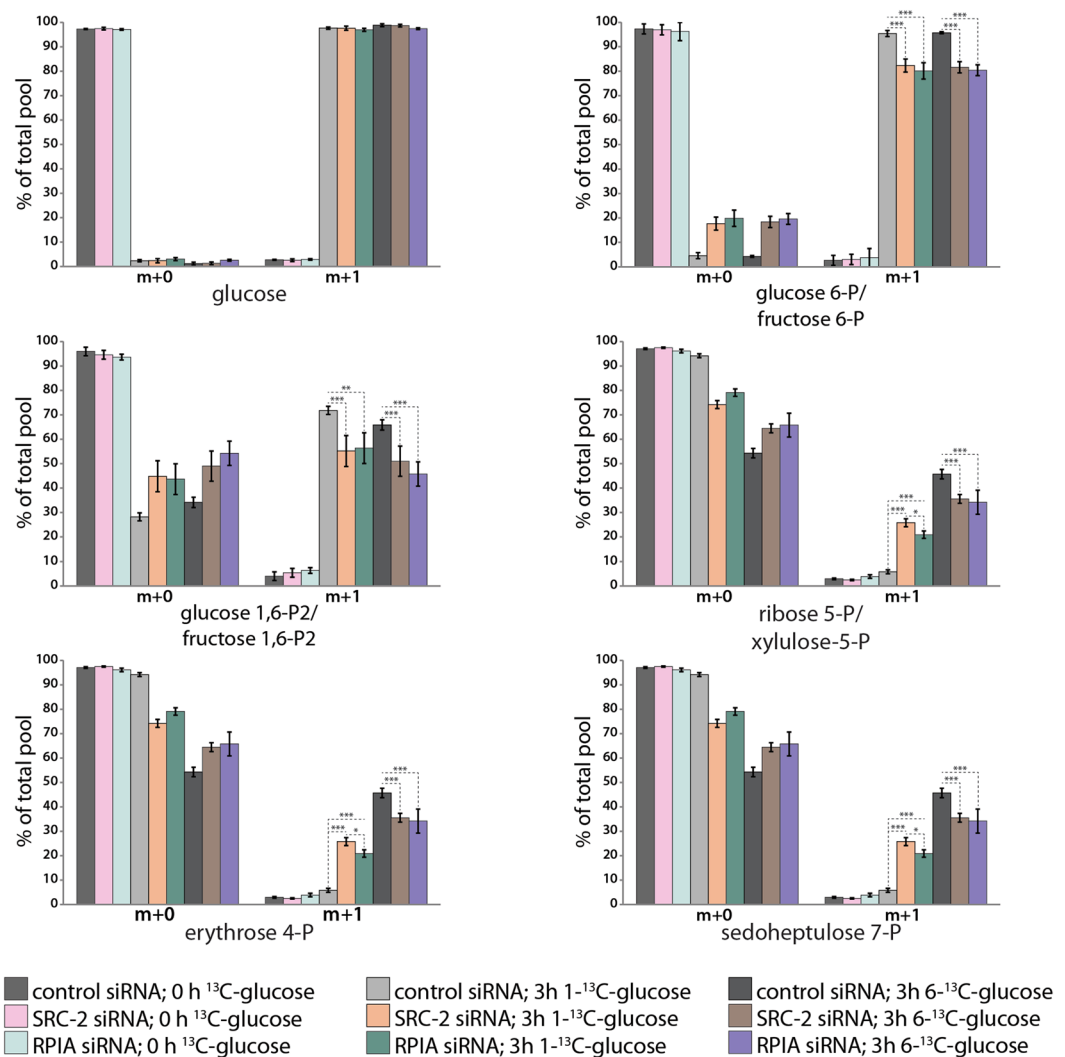 % of total pool
100
90
80
70
60
50
40
30
20
10
0
m+0
m+1
glucose
% of total pool
100
90
80
70
60
50
40
30
20
10
0
***
***
***
***
m+0
m+1
glucose 6-P/
fructose 6-P
% of total pool
100
90
80
70
60
50
40
30
20
10
0
**
***
***
***
m+0
m+1
glucose 1,6-P2/
fructose 1,6-P2
% of total pool
100
90
80
70
60
50
40
30
20
10
0
***
***
***
*** *
m+0
m+1
ribose 5-P/
xylulose-5-P
% of total pool
100
90
80
70
60
50
40
30
20
10
0
***
***
***
*** *
m+0
m+1
erythrose 4-P
% of total pool
100
90
80
70
60
50
40
30
20
10
0
***
***
***
*** *
m+0
m+1
sedoheptulose 7-P
control siRNA; 0 h ¹³C-glucose
SRC-2 siRNA; 0 h ¹³C-glucose
RPIA siRNA; 0 h ¹³C-glucose
control siRNA; 3h 1-¹³C-glucose
SRC-2 siRNA; 3h 1-¹³C-glucose
RPIA siRNA; 3h 1-¹³C-glucose
control siRNA; 3h 6-¹³C-glucose
SRC-2 siRNA; 3h 6-¹³C-glucose
RPIA siRNA; 3h 6-¹³C-glucose